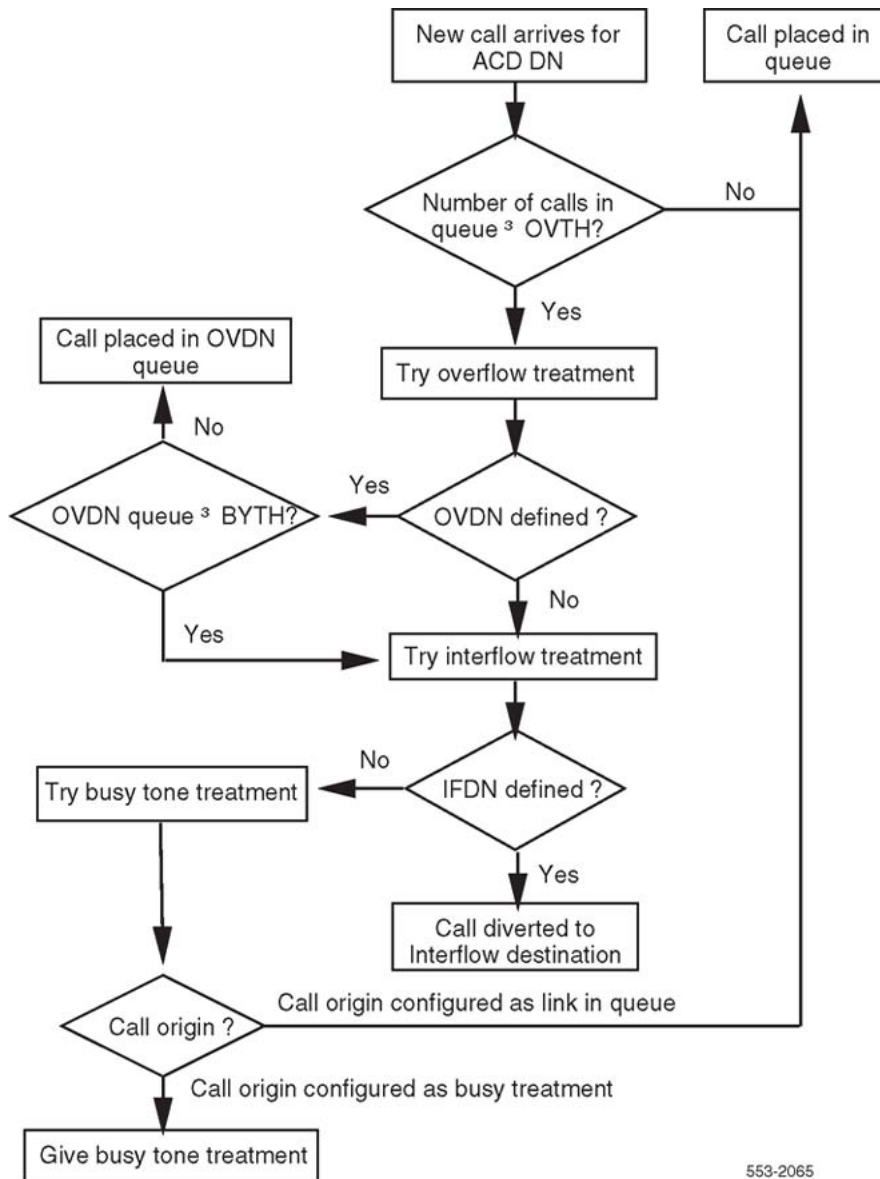 New call arrives for
ACD DN
Call placed in
queue
Number of calls in
queue ³ OVTH?
No
Yes
Call placed in OVDN
queue
Try overflow treatment
No
Yes
OVDN queue ³ BYTH?
OVDN defined ?
No
Yes
Try interflow treatment
No
Try busy tone treatment
IFDN defined ?
Yes
Call diverted to
Interflow destination
Call origin configured as link in queue
Call origin ?
Call origin configured as busy treatment
Give busy tone treatment
553-2065